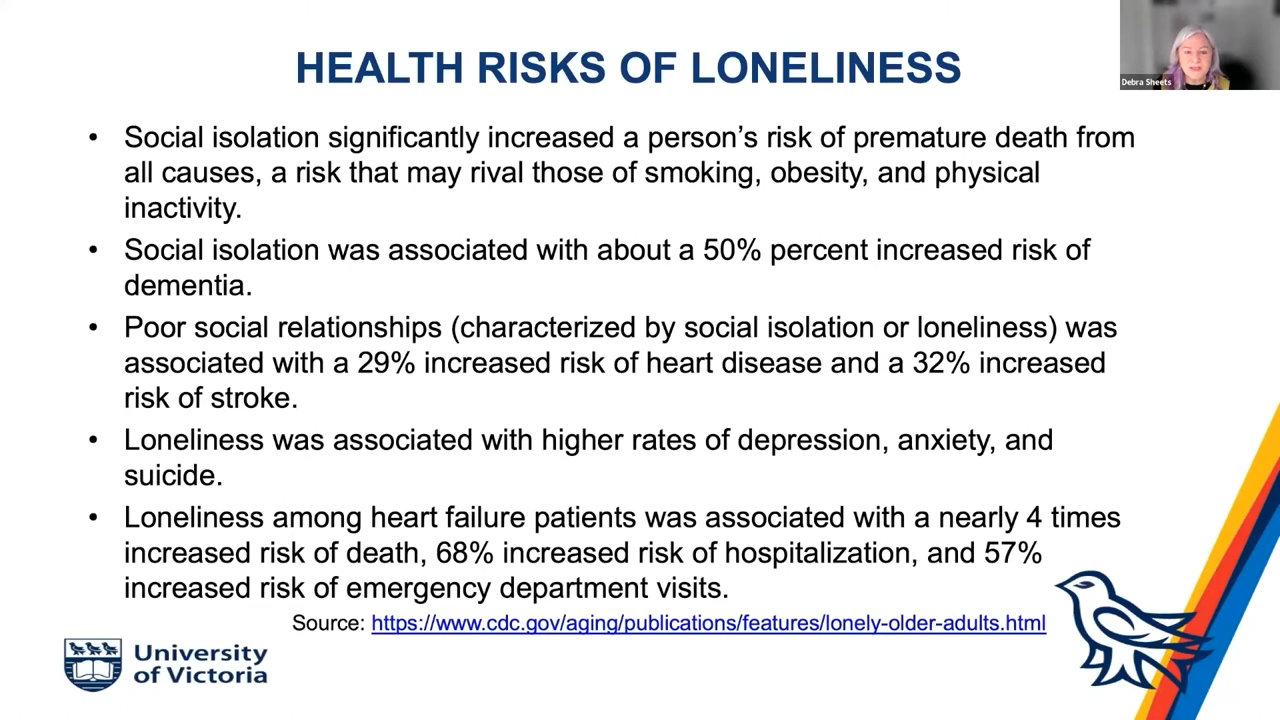 HEALTH RISKS OF LONELINESS
Debra Sheets
• Social isolation significantly increased a person’s risk of premature death from
all causes, a risk that may rival those of smoking, obesity, and physical
inactivity.
• Social isolation was associated with about a 50% percent increased risk of
dementia.
• Poor social relationships (characterized by social isolation or loneliness) was
associated with a 29% increased risk of heart disease and a 32% increased
risk of stroke.
• Loneliness was associated with higher rates of depression, anxiety, and
suicide.
• Loneliness among heart failure patients was associated with a nearly 4 times
increased risk of death, 68% increased risk of hospitalization, and 57%
increased risk of emergency department visits.
Source: https://www.cdc.gov/aging/publications/features/lonely-older-adults.html
University
of Victoria